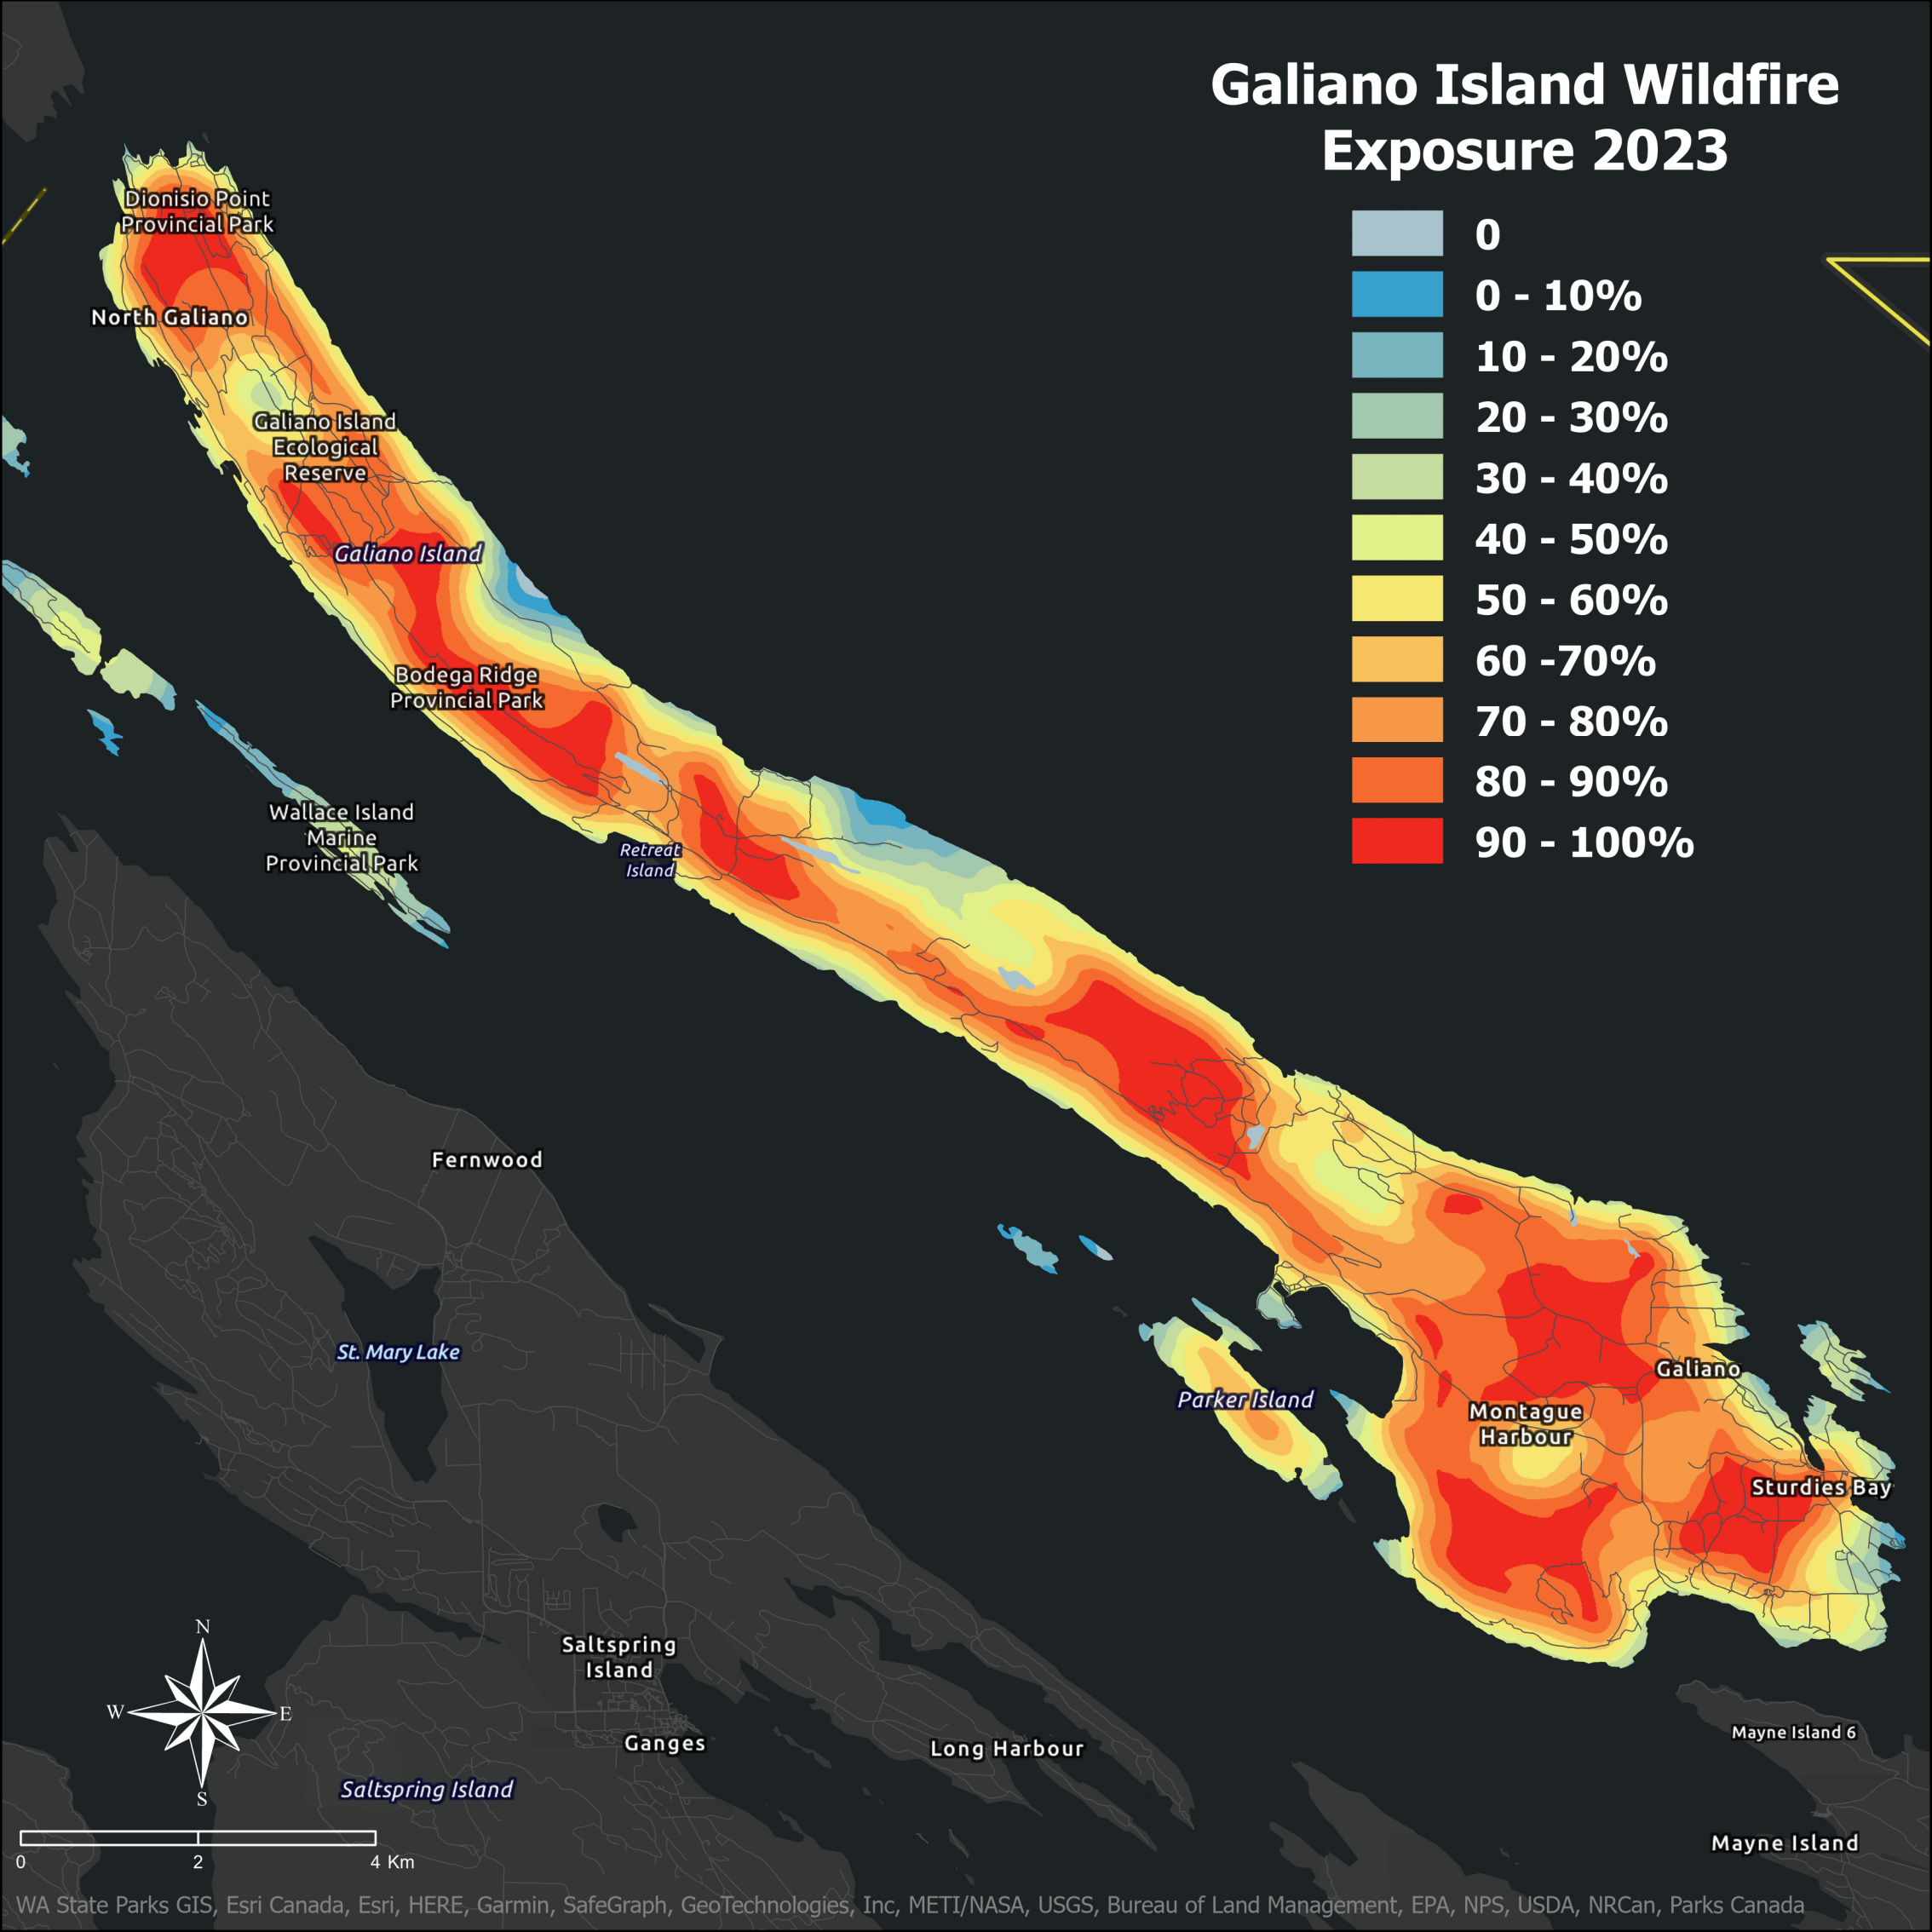 Galiano Island Wildfire
Exposure 2023
0
0 - 10%
10 - 20%
20 - 30%
30 - 40%
40 - 50%
50 - 60%
60 -70%
70 - 80%
80 - 90%
90 - 100%
Dionisio Point
Provincial Park
North Galiano
Galiano Island
Ecological
Reserve
Galiano Island
Bodega Ridge
Provincial Park
Wallace Island
Marine
Provincial Park
Retreat
Island
Fernwood
St. Mary Lake
Parker Island
Galiano
Montague
Harbour
Sturdies Bay
N
W
E
S
Saltspring
Island
Ganges
Long Harbour
Saltspring Island
Mayne Island 6
Mayne Island
0 2 4 Km
WA State Parks GIS, Esri Canada, Esri, HERE, Garmin, SafeGraph, GeoTechnologies, Inc, METI/NASA, USGS, Bureau of Land Management, EPA, NPS, USDA, NRCan, Parks Canada